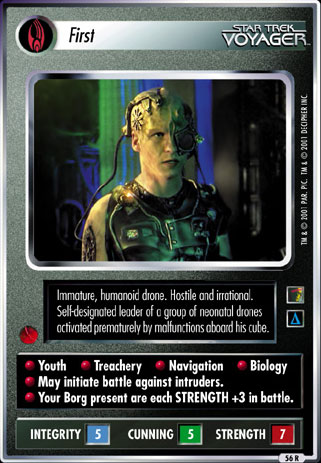 First
STAR TREK
VOYAGER™
™ & © 2001 PAR. PIC. TM & © 2001 DECIPHER INC.
Immature, humanoid drone. Hostile and irrational.
Self-designated leader of a group of neonatal drones
activated prematurely by malfunctions aboard his cube.
Youth Treachery Navigation Biology
May initiate battle against intruders.
Your Borg present are each STRENGTH +3 in battle.
INTEGRITY 5 CUNNING 5 STRENGTH 7
56 R